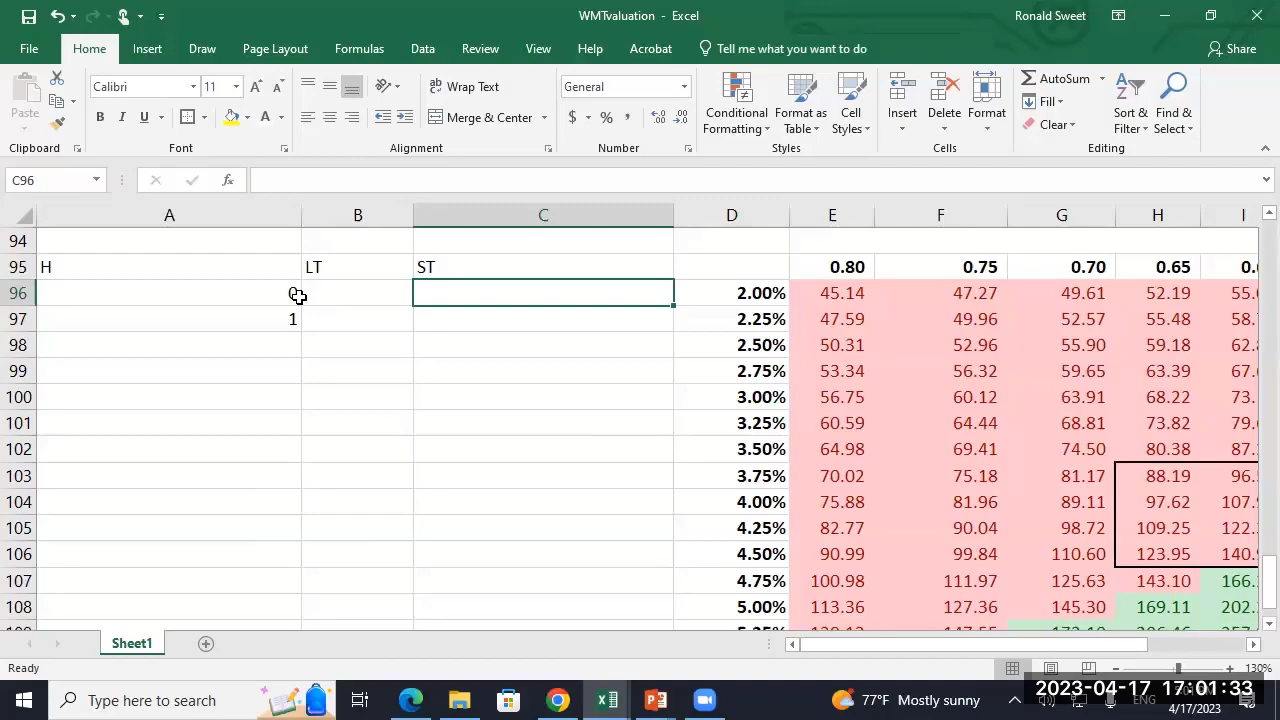 WMTvaluation - Excel
Ronald Sweet
File Home Insert Draw Page Layout Formulas Data Review View Help Acrobat Tell me what you want to do Share
Paste
Clipboard
Calibri 11
B I U
Font
Wrap Text
Merge & Center
Alignment
General
$ % ,
Number
Conditional Formatting
Format as Table
Cell Styles
Styles
Insert Delete Format
Cells
AutoSum
Fill
Clear
Sort & Filter
Find & Select
Editing
C96 fx
A B C D E F G H I
94
95 H LT ST 0.80 0.75 0.70 0.65
96 0 2.00% 45.14 47.27 49.61 52.19
97 1 2.25% 47.59 49.96 52.57 55.48
98 2.50% 50.31 52.96 55.90 59.18
99 2.75% 53.34 56.32 59.65 63.39
100 3.00% 56.75 60.12 63.91 68.22
101 3.25% 60.59 64.44 68.81 73.82
102 3.50% 64.98 69.41 74.50 80.38
103 3.75% 70.02 75.18 81.17 88.19
104 4.00% 75.88 81.96 89.11 97.62
105 4.25% 82.77 90.04 98.72 109.25
106 4.50% 90.99 99.84 110.60 123.95
107 4.75% 100.98 111.97 125.63 143.10
108 5.00% 113.36 127.36 145.30 169.11
Sheet1
Ready
130%
Type here to search
77°F Mostly sunny
ENG
2023-04-17 17:01:33
4/17/2023